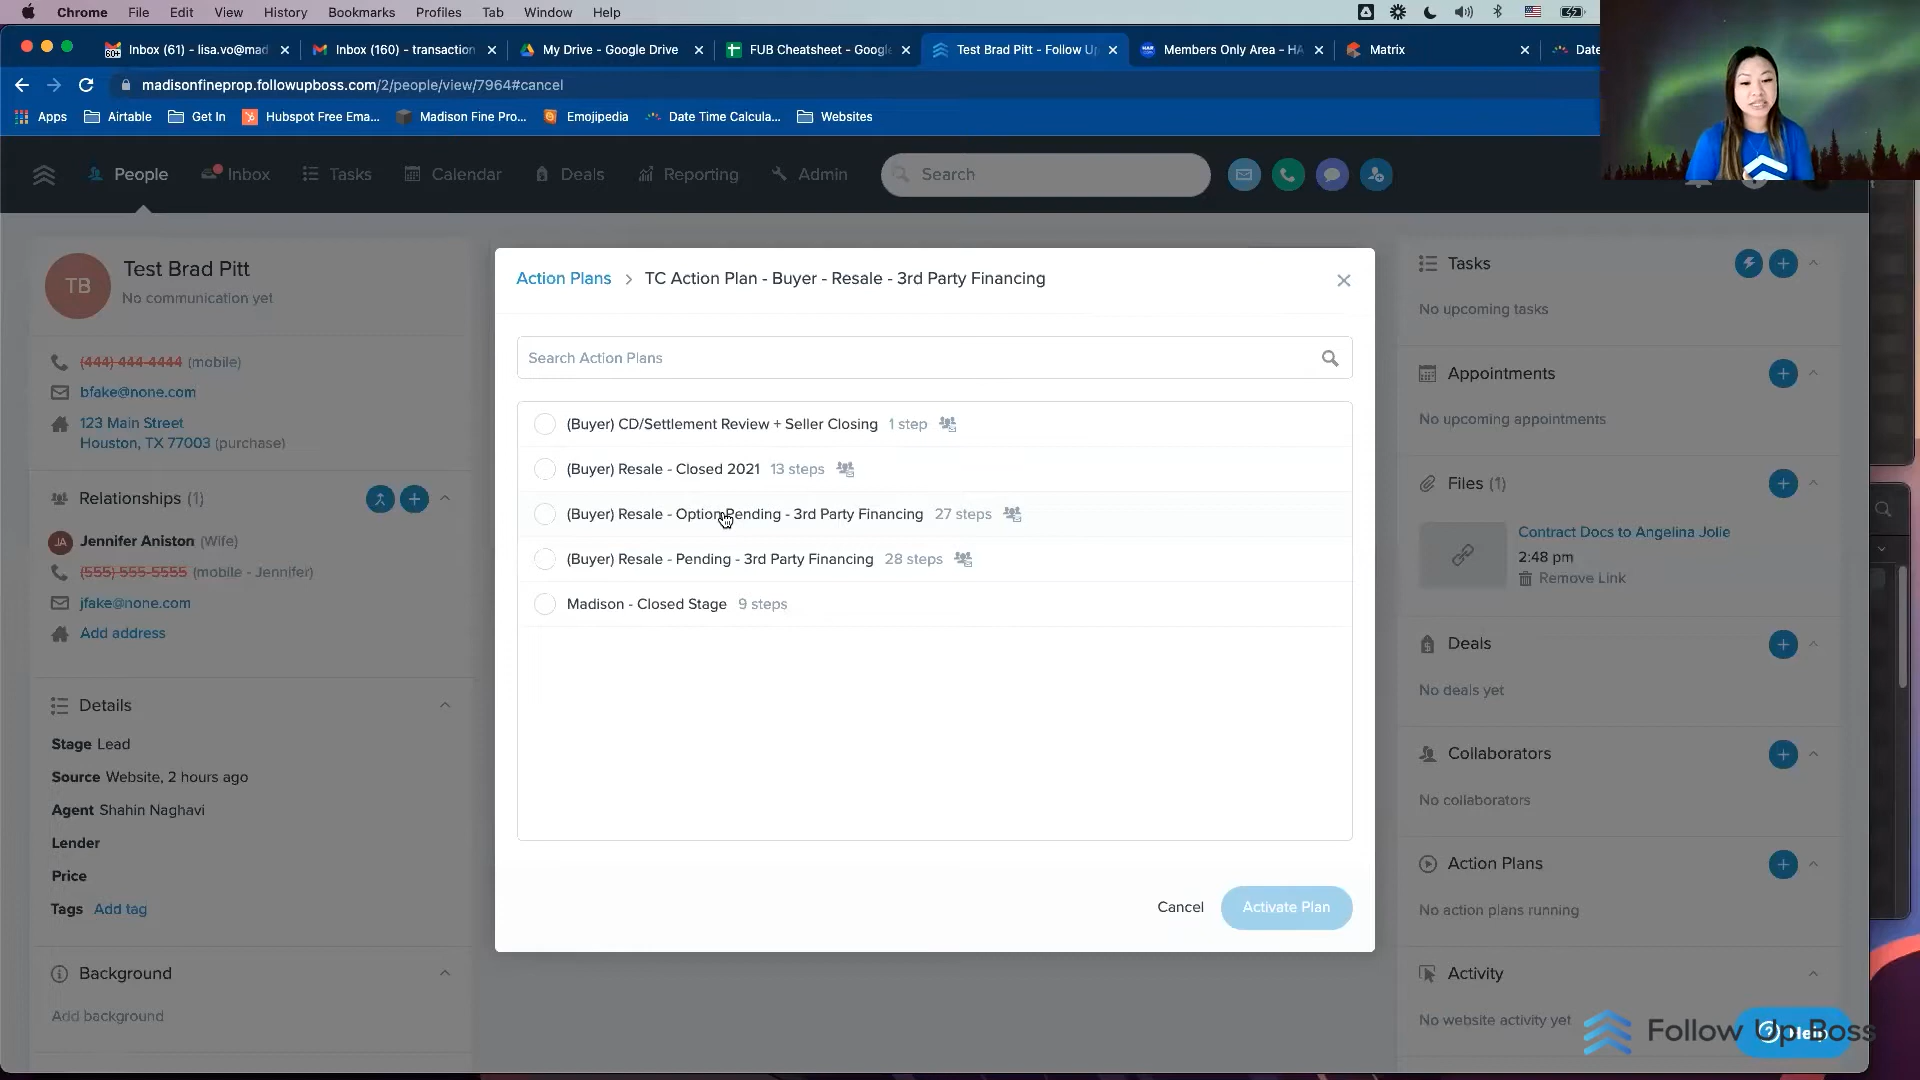 Chrome File Edit View History Bookmarks Profiles Tab Window Help
Inbox (61) - lisa.vo@mad Inbox (160) - transaction My Drive - Google Drive FUB Cheatsheet - Google Test Brad Pitt - Follow U Members Only Area - HA Matrix Date
madisonfineprop.followupboss.com/2/people/view/7964#cancel
Apps Airtable Get In Hubspot Free Ema... Madison Fine Pro... Emojipedia Date Time Calcula... Websites
People Inbox Tasks Calendar Deals Reporting Admin Search
TB
Test Brad Pitt
No communication yet
(444) 444-4444 (mobile)
bfake@none.com
123 Main Street
Houston, TX 77003 (purchase)
Relationships (1)
JA Jennifer Aniston (Wife)
(555) 555-5555 (mobile - Jennifer)
jfake@none.com
Add address
Details
Stage Lead
Source Website, 2 hours ago
Agent Shahin Naghavi
Lender
Price
Tags Add tag
Background
Add background
Action Plans > TC Action Plan - Buyer - Resale - 3rd Party Financing
Search Action Plans
(Buyer) CD/Settlement Review + Seller Closing 1 step
(Buyer) Resale - Closed 2021 13 steps
(Buyer) Resale - Option Pending - 3rd Party Financing 27 steps
(Buyer) Resale - Pending - 3rd Party Financing 28 steps
Madison - Closed Stage 9 steps
Cancel Activate Plan
Tasks
No upcoming tasks
Appointments
No upcoming appointments
Files (1)
Contract Docs to Angelina Jolie
2:48 pm
Remove Link
Deals
No deals yet
Collaborators
No collaborators
Action Plans
No action plans running
Activity
No website activity yet
Follow Up Boss
Help